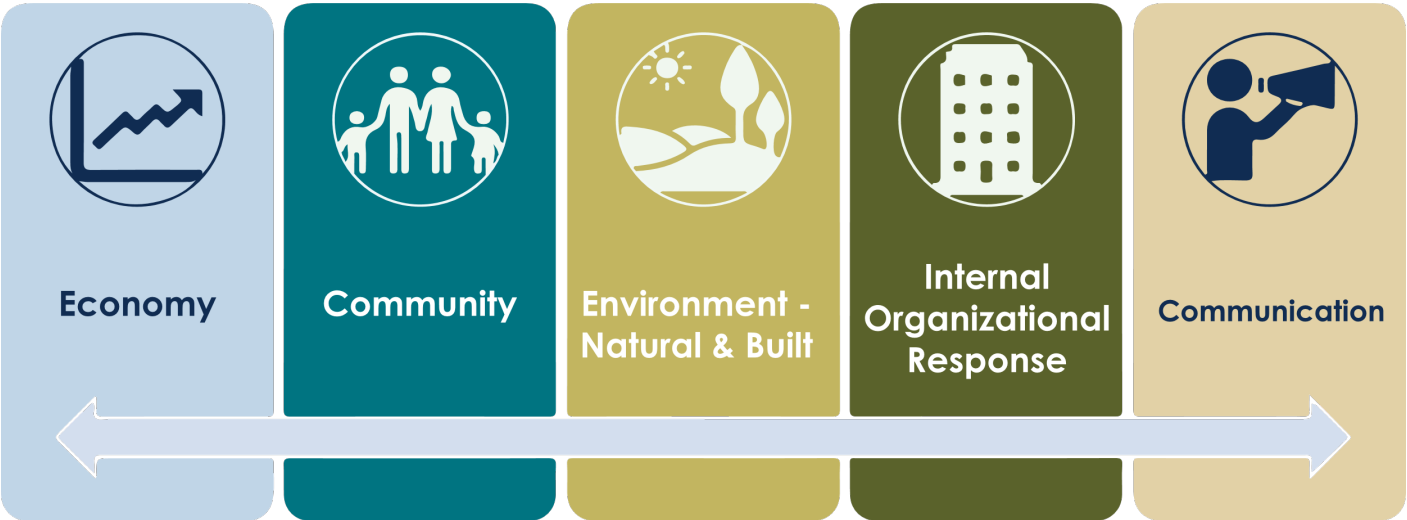 Economy
Community
Environment -
Natural & Built
Internal
Organizational
Response
Communication